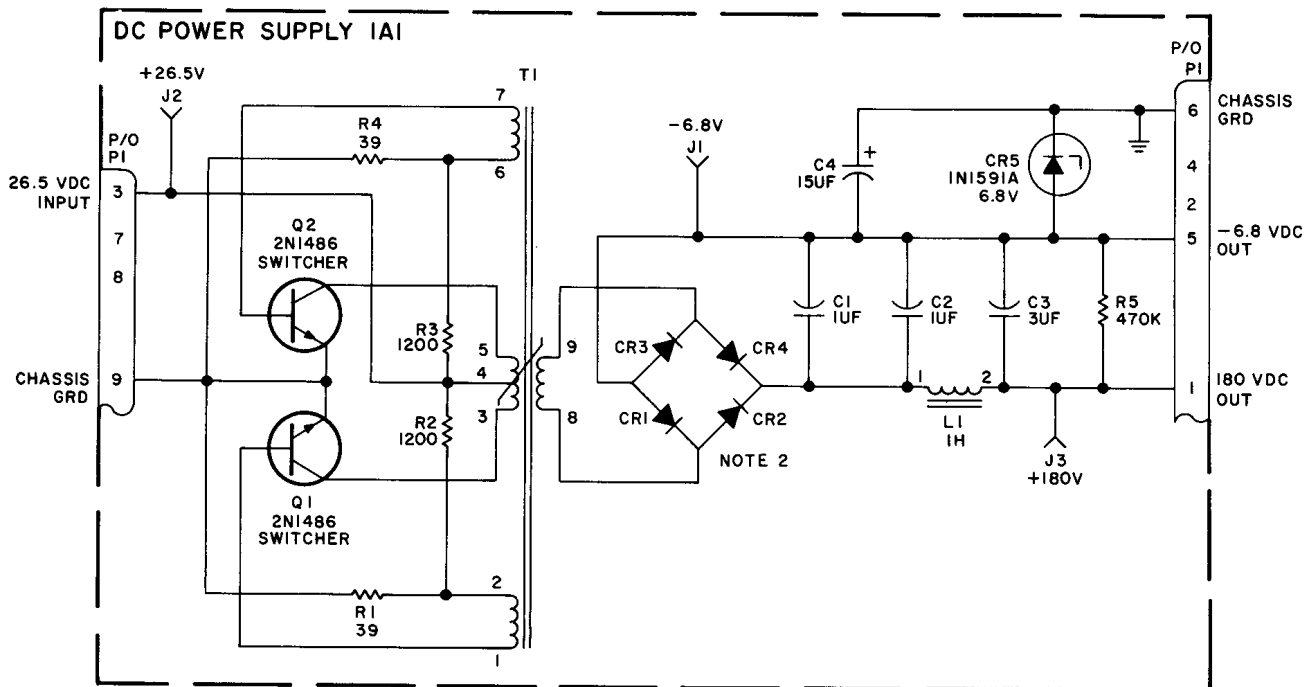 DC POWER SUPPLY 1A1
+26.5V
J2
P/O
P1
26.5 VDC
INPUT
3
7
8
9
CHASSIS
GRD
R4
39
Q2
2N1486
SWITCHER
Q1
2N1486
SWITCHER
R1
39
R3
1200
R2
1200
T1
7
6
5
4
3
2
1
9
8
-6.8V
J1
CR3
CR4
CR1
CR2
NOTE 2
C4
+
15UF
CR5
1N1591A
6.8V
C1
1UF
C2
1UF
C3
3UF
R5
470K
1
2
L1
1H
J3
+180V
P/O
P1
6
CHASSIS
GRD
4
2
5
-6.8 VDC
OUT
1
180 VDC
OUT